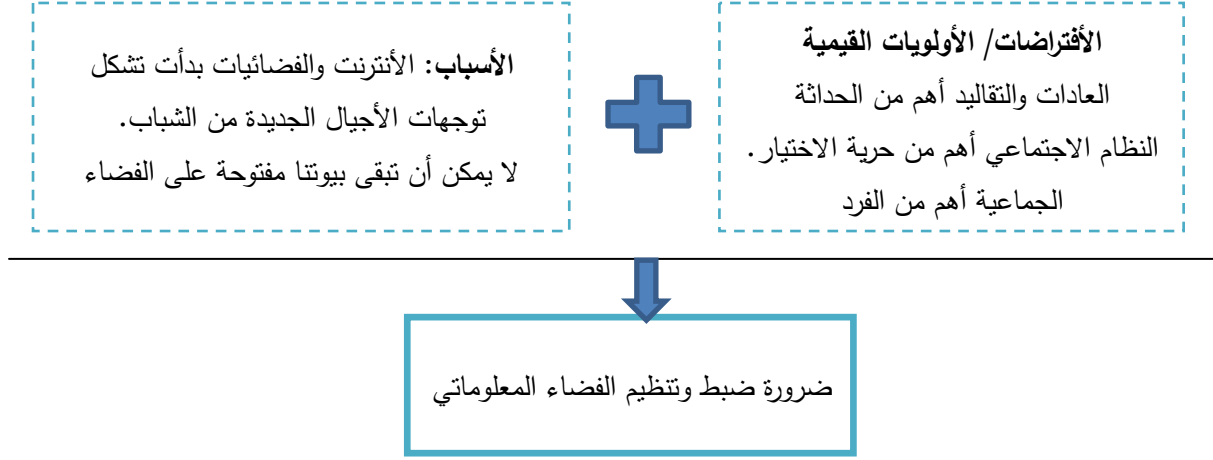 الأفتراضات/ الأولويات القيمية
العادات والتقاليد أهم من الحداثة
النظام الاجتماعي أهم من حرية الاختيار.
الجماعية أهم من الفرد
الأسباب: الأنترنت والفضائيات بدأت تشكل
توجهات الأجيال الجديدة من الشباب.
لا يمكن أن تبقى بيوتنا مفتوحة على الفضاء
ضرورة ضبط وتنظيم الفضاء المعلوماتي